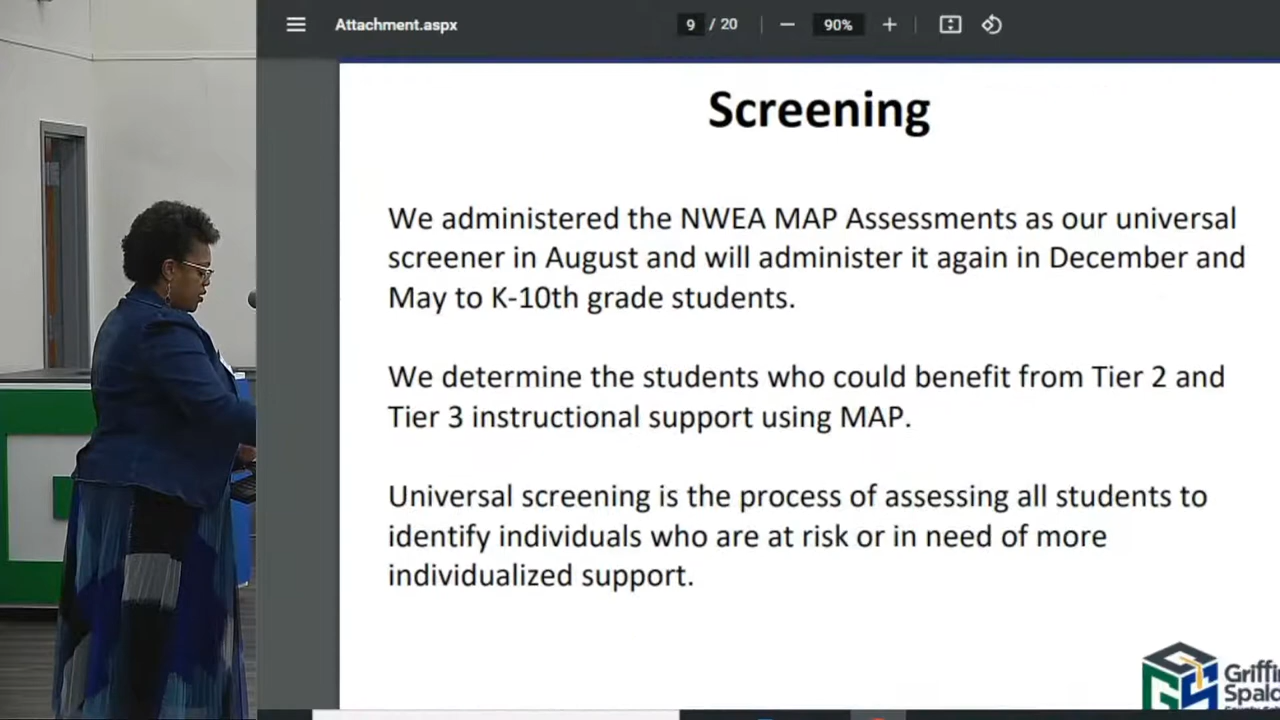 Attachment.aspx
9 / 20
90%
Screening
We administered the NWEA MAP Assessments as our universal
screener in August and will administer it again in December and
May to K-10th grade students.
We determine the students who could benefit from Tier 2 and
Tier 3 instructional support using MAP.
Universal screening is the process of assessing all students to
identify individuals who are at risk or in need of more
individualized support.
Griffin
Spald